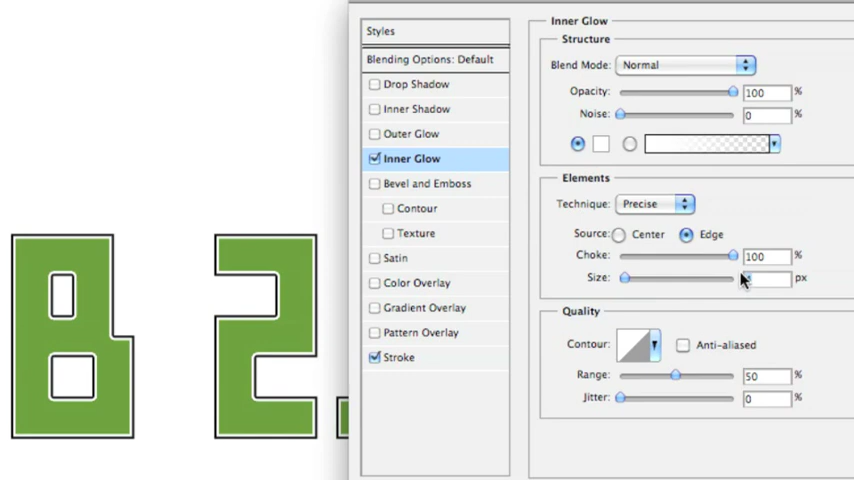 Styles
Blending Options: Default
Drop Shadow
Inner Shadow
Outer Glow
Inner Glow
Bevel and Emboss
Contour
Texture
Satin
Color Overlay
Gradient Overlay
Pattern Overlay
Stroke
Inner Glow
Structure
Blend Mode: Normal
Opacity: 100 %
Noise: 0 %
Elements
Technique: Precise
Source: Center Edge
Choke: 100 %
Size: px
Quality
Contour: Anti-aliased
Range: 50 %
Jitter: 0 %
B 2.